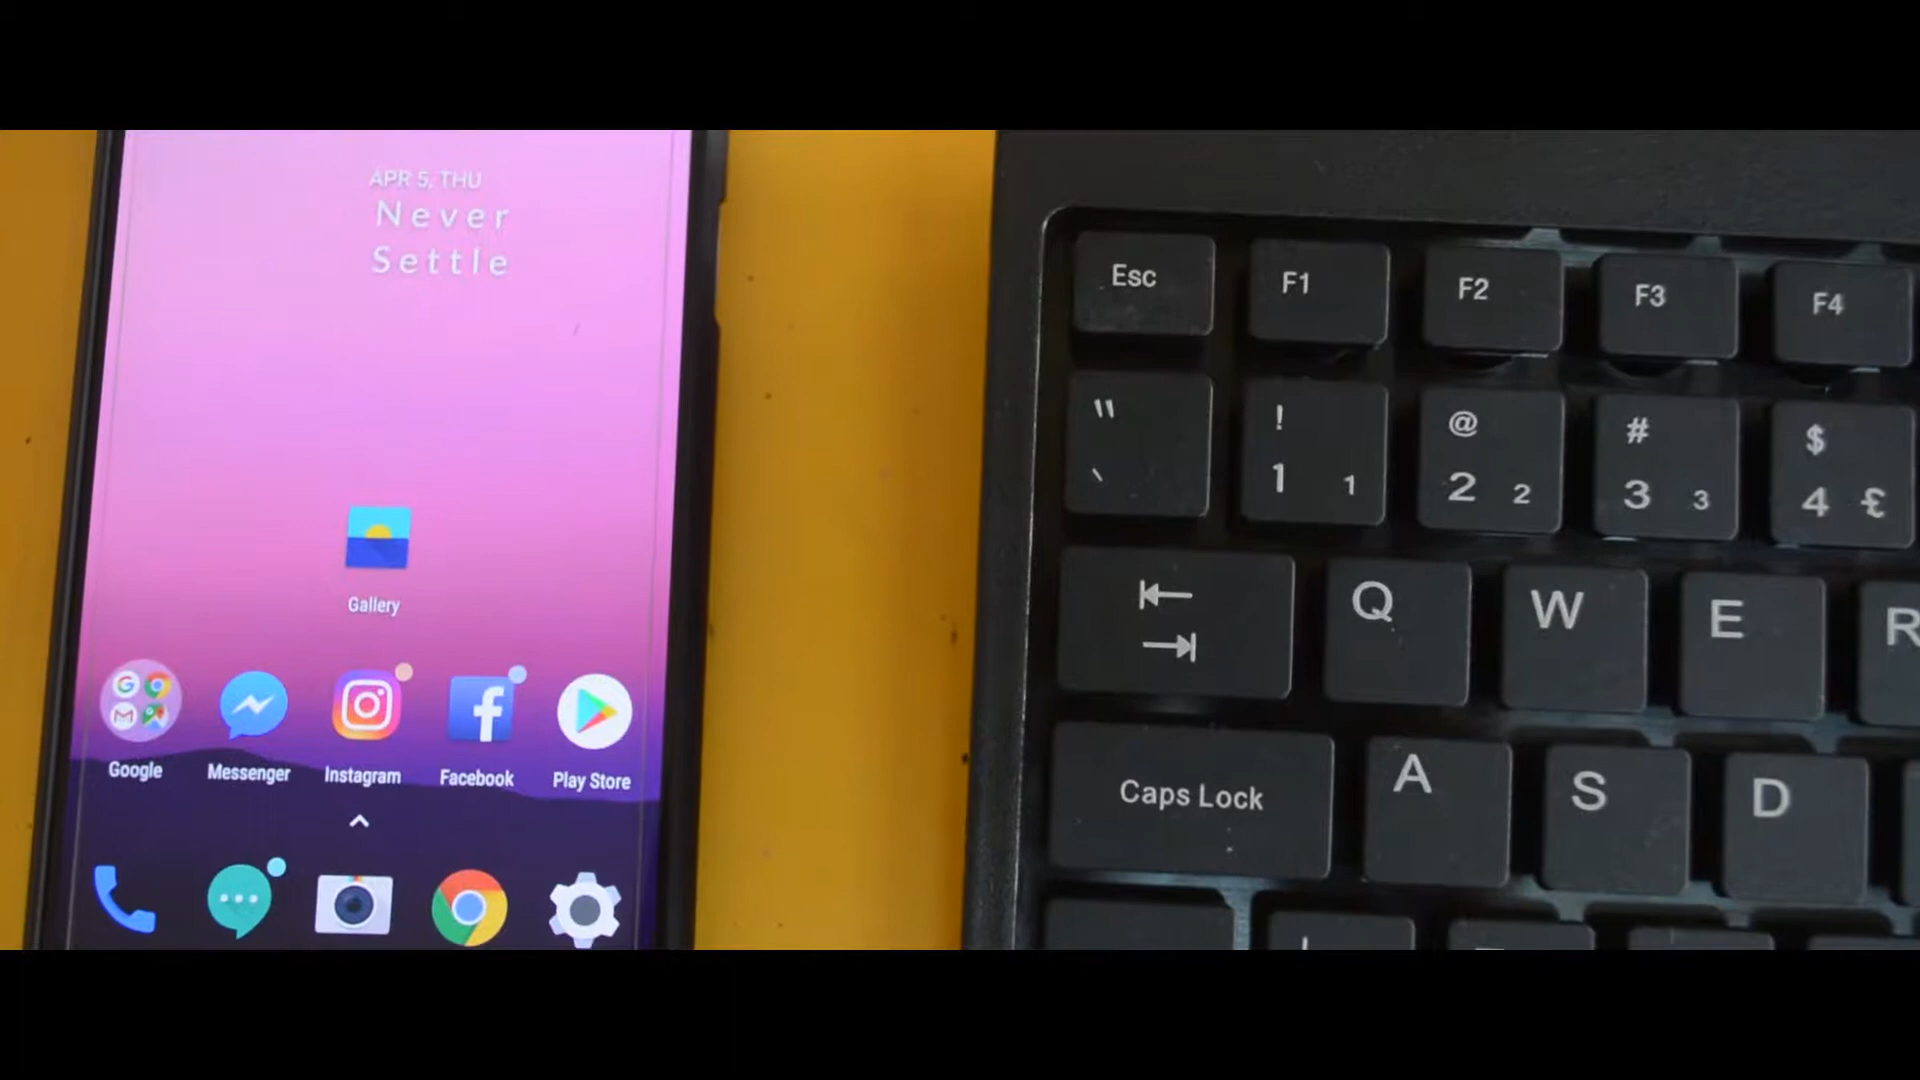 APR 5, THU
Never
Settle
Gallery
Google
Messenger
Instagram
Facebook
Play Store
Esc
F1
F2
F3
F4
"
`
!
1 1
@
2 2
#
3 3
$
4 £
Q
W
E
R
Caps Lock
A
S
D